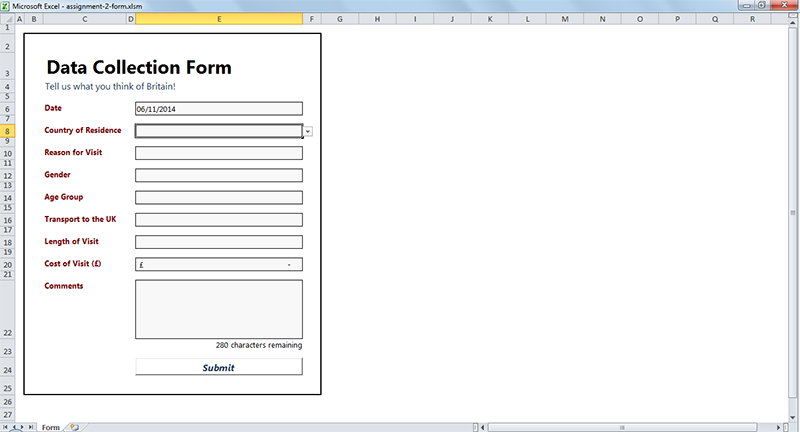 Microsoft Excel - assignment-2-form.xlsm
A B C D E F G H I J K L M N O P Q R
1
2
3 Data Collection Form
4 Tell us what you think of Britain!
5
6 Date 06/11/2014
7
8 Country of Residence
9
10 Reason for Visit
11
12 Gender
13
14 Age Group
15
16 Transport to the UK
17
18 Length of Visit
19
20 Cost of Visit (£) £ -
21
Comments
22
23 280 characters remaining
24 Submit
25
26
27
Form